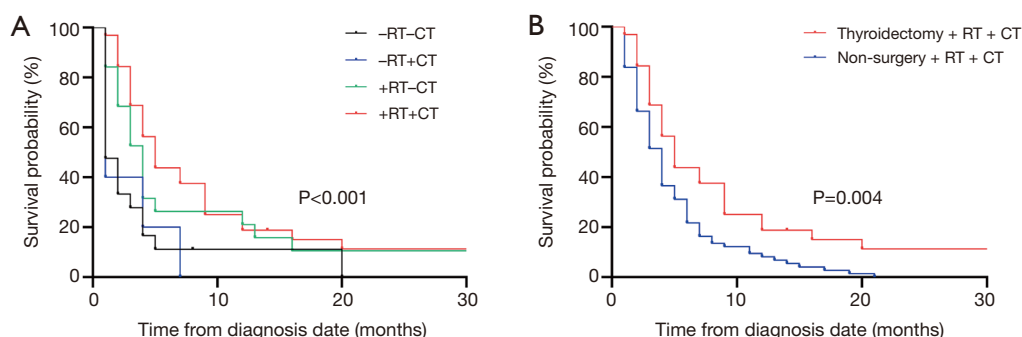 A
100
80
60
40
20
0
Survival probability (%)
–RT–CT
–RT+CT
+RT–CT
+RT+CT
P<0.001
0 10 20 30
Time from diagnosis date (months)
B
100
80
60
40
20
0
Survival probability (%)
Thyroidectomy + RT + CT
Non-surgery + RT + CT
P=0.004
0 10 20 30
Time from diagnosis date (months)